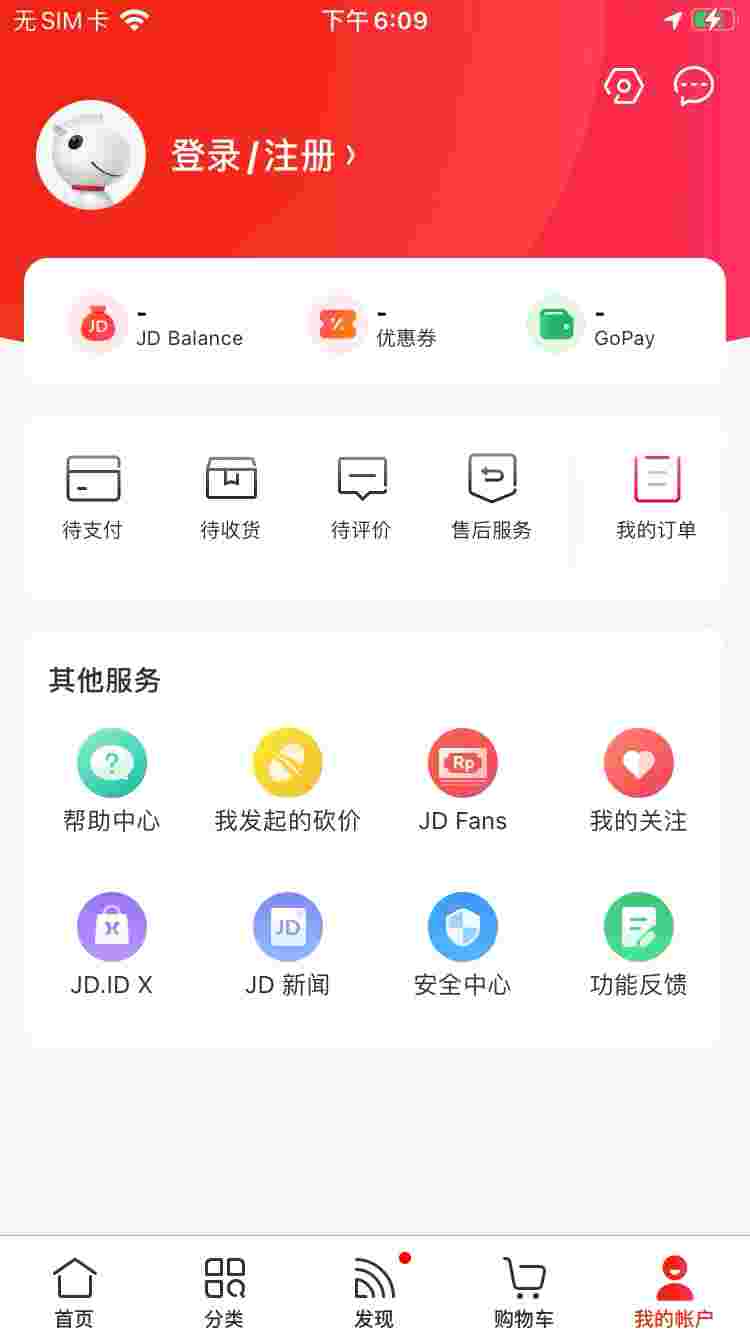 无SIM卡 下午6:09
登录/注册 ›
JD
-
JD Balance
-
优惠券
-
GoPay
待支付
待收货
待评价
售后服务
我的订单
其他服务
?
帮助中心
我发起的砍价
Rp
JD Fans
我的关注
X
JD.ID X
JD
JD 新闻
安全中心
功能反馈
首页
分类
发现
购物车
我的帐户